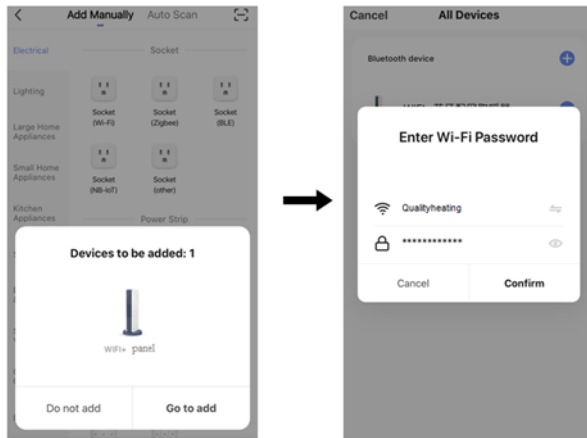 Add Manually
Auto Scan
Electrical
Socket
Lighting
Socket
(Wi-Fi)
Socket
(Zigbee)
Socket
(BLE)
Large Home
Appliances
Small Home
Appliances
Socket
(NB-IoT)
Socket
(other)
Kitchen
Appliances
Power Strip
Devices to be added: 1
WIFI+ panel
Do not add
Go to add
Cancel
All Devices
Bluetooth device
Enter Wi-Fi Password
Qualityheating
************
Cancel
Confirm